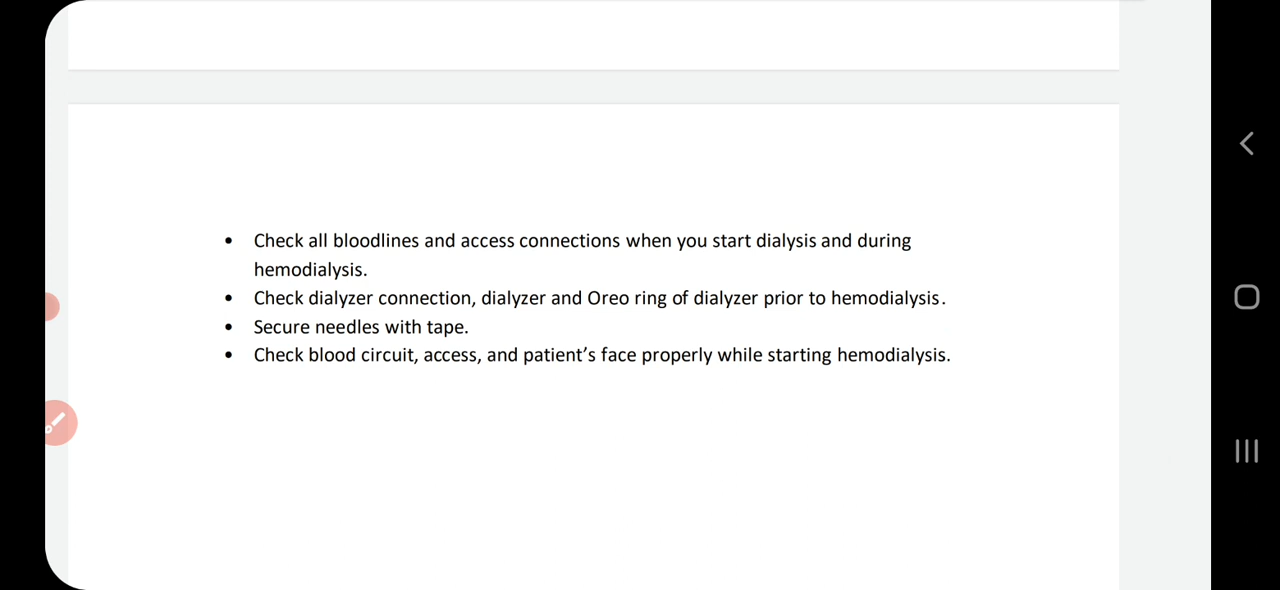 • Check all bloodlines and access connections when you start dialysis and during
hemodialysis.
• Check dialyzer connection, dialyzer and Oreo ring of dialyzer prior to hemodialysis.
• Secure needles with tape.
• Check blood circuit, access, and patient’s face properly while starting hemodialysis.